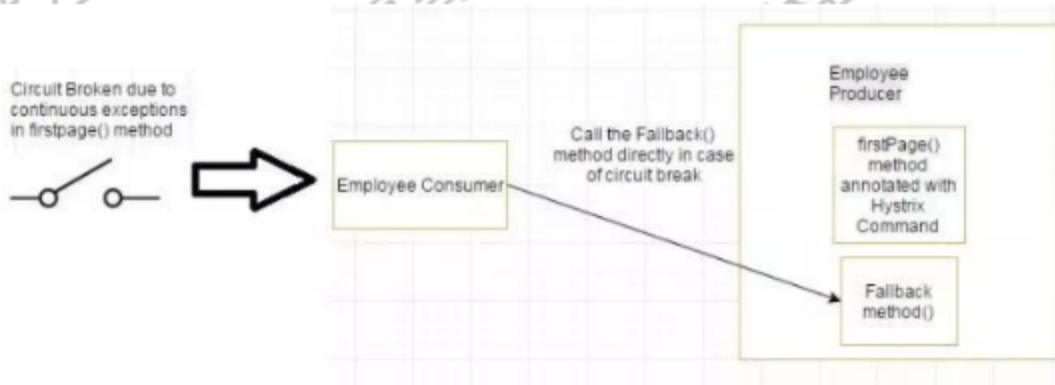 Circuit Broken due to
continuous exceptions
in firstpage() method
Employee Consumer
Call the Fallback()
method directly in case
of circuit break
Employee
Producer
firstPage()
method
annotated with
Hystrix
Command
Fallback
method()